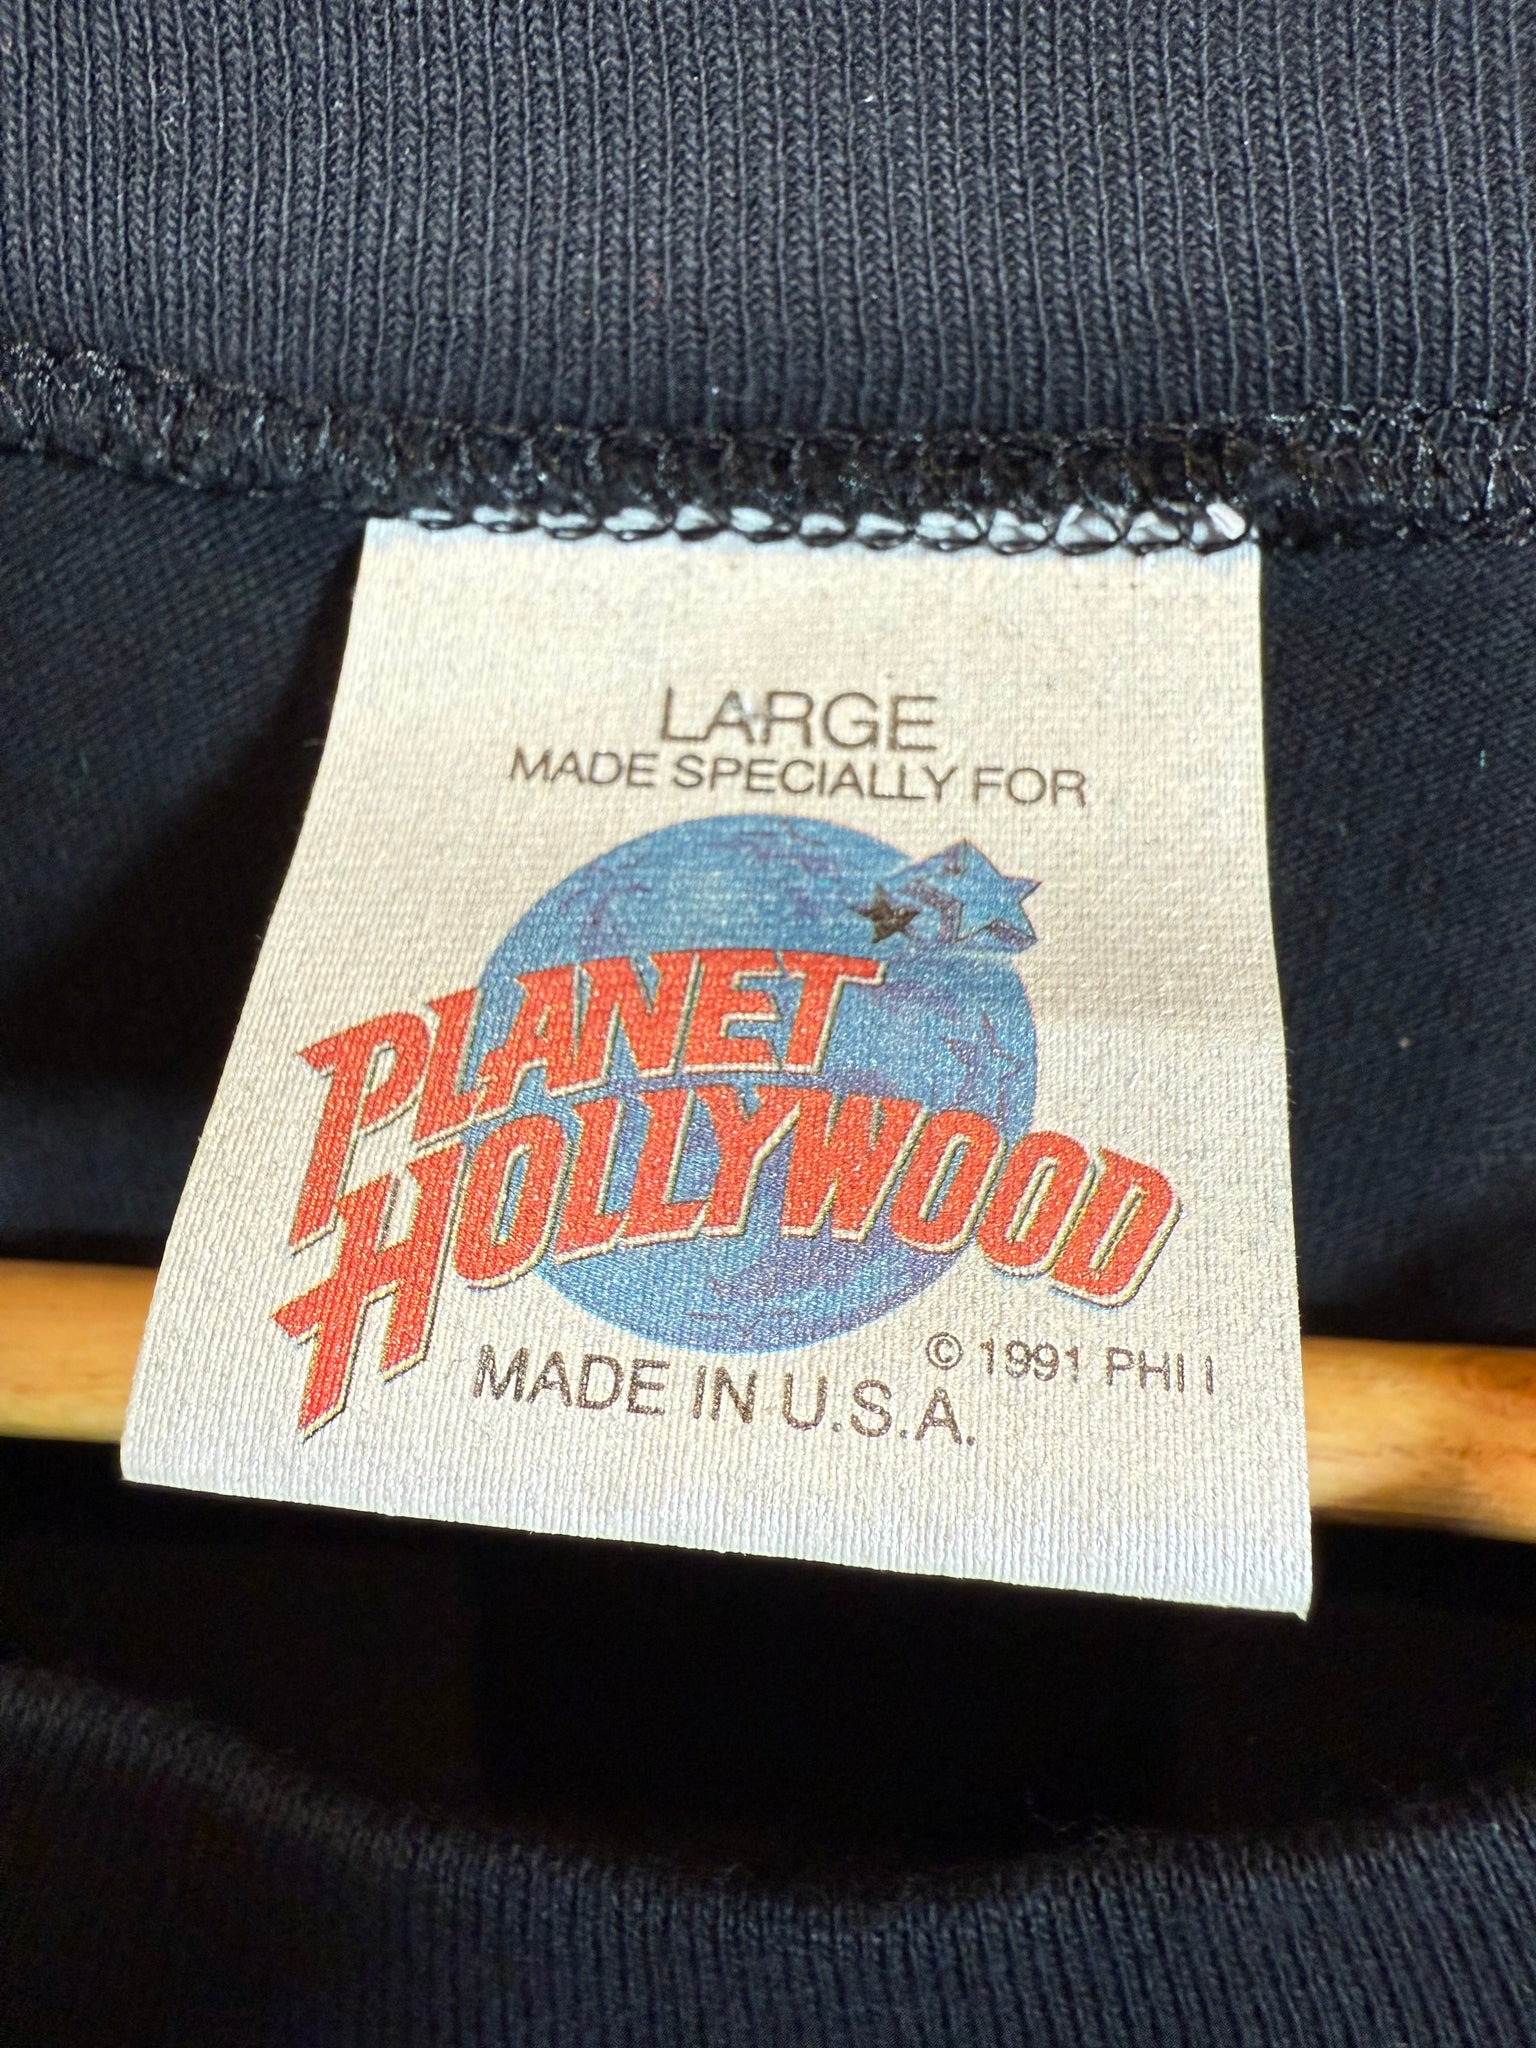 LARGE
MADE SPECIALLY FOR
PLANET
HOLLYWOOD
© 1991 PHI I
MADE IN U.S.A.